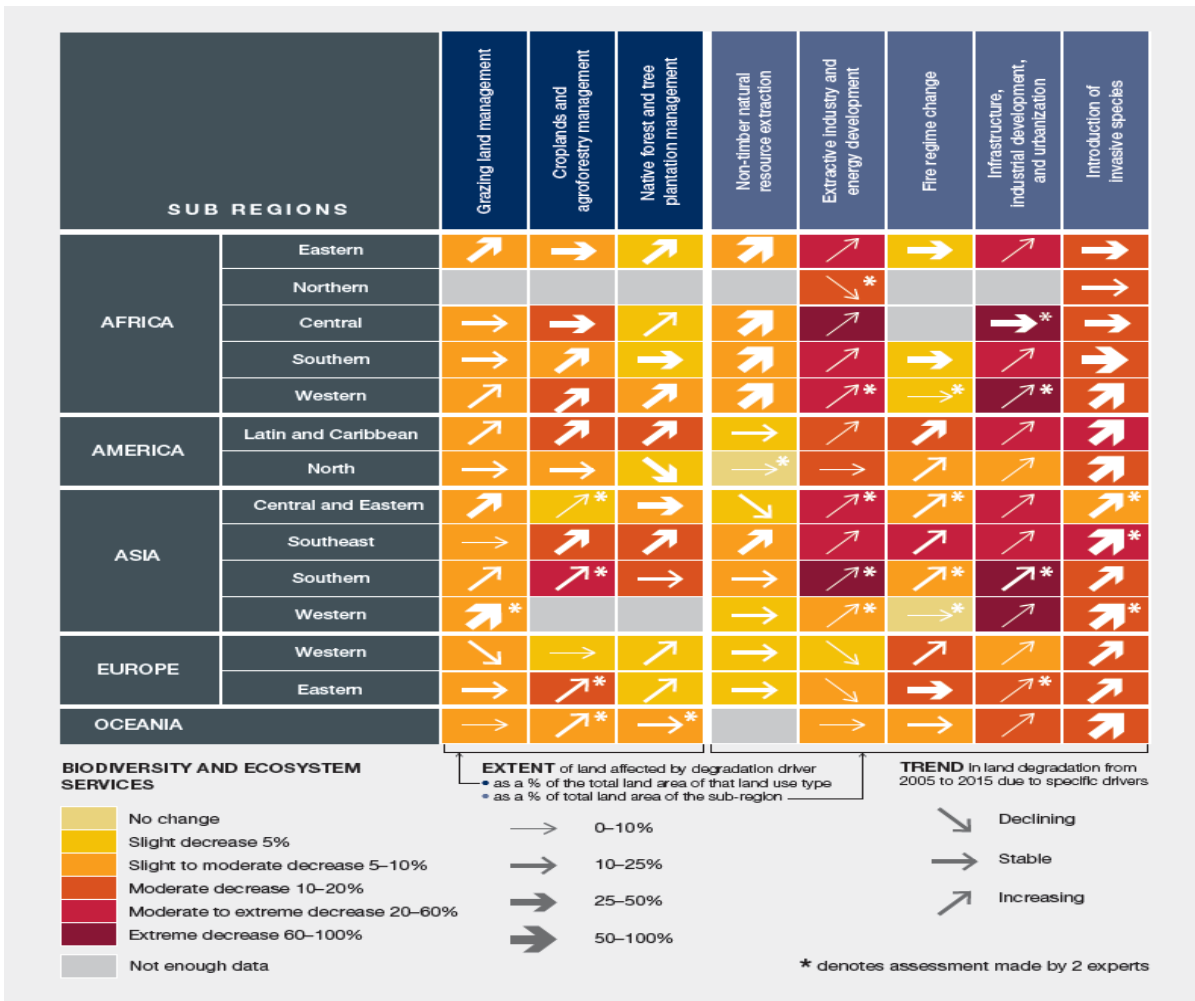 SUB REGIONS
Grazing land management
Croplands and
agroforestry management
Native forest and tree
plantation management
Non-timber natural
resource extraction
Extractive industry and
energy development
Fire regime change
Infrastructure,
industrial development,
and urbanization
Introduction of
invasive species
AFRICA
Eastern
Northern
*
Central
*
Southern
Western
* * *
AMERICA
Latin and Caribbean
North
*
ASIA
Central and Eastern
* * * *
Southeast
*
Southern
* * * *
Western
* * * *
EUROPE
Western
Eastern
* *
OCEANIA
* *
BIODIVERSITY AND ECOSYSTEM
SERVICES
No change
Slight decrease 5%
Slight to moderate decrease 5–10%
Moderate decrease 10–20%
Moderate to extreme decrease 20–60%
Extreme decrease 60–100%
Not enough data
EXTENT of land affected by degradation driver
• as a % of the total land area of that land use type
• as a % of total land area of the sub-region
0–10%
10–25%
25–50%
50–100%
TREND in land degradation from
2005 to 2015 due to specific drivers
Declining
Stable
Increasing
* denotes assessment made by 2 experts